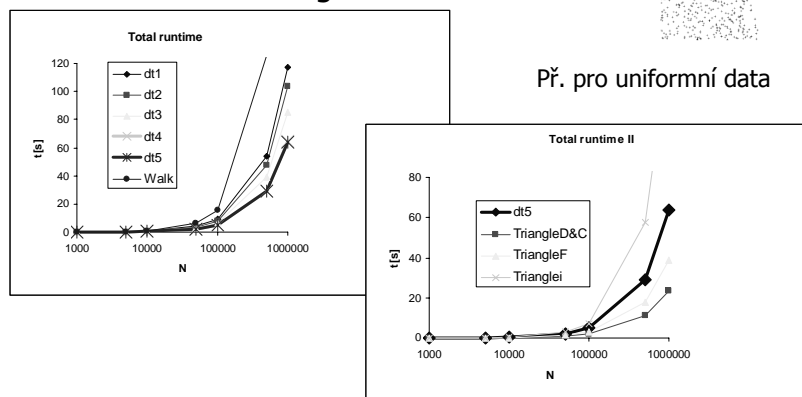 Total runtime
120
100
80
60
40
20
0
t[s]
dt1
dt2
dt3
dt4
dt5
Walk
1000
10000
100000
1000000
N
Př. pro uniformní data
Total runtime II
80
60
40
20
0
t[s]
dt5
TriangleD&C
TriangleF
Trianglei
1000
10000
100000
1000000
N